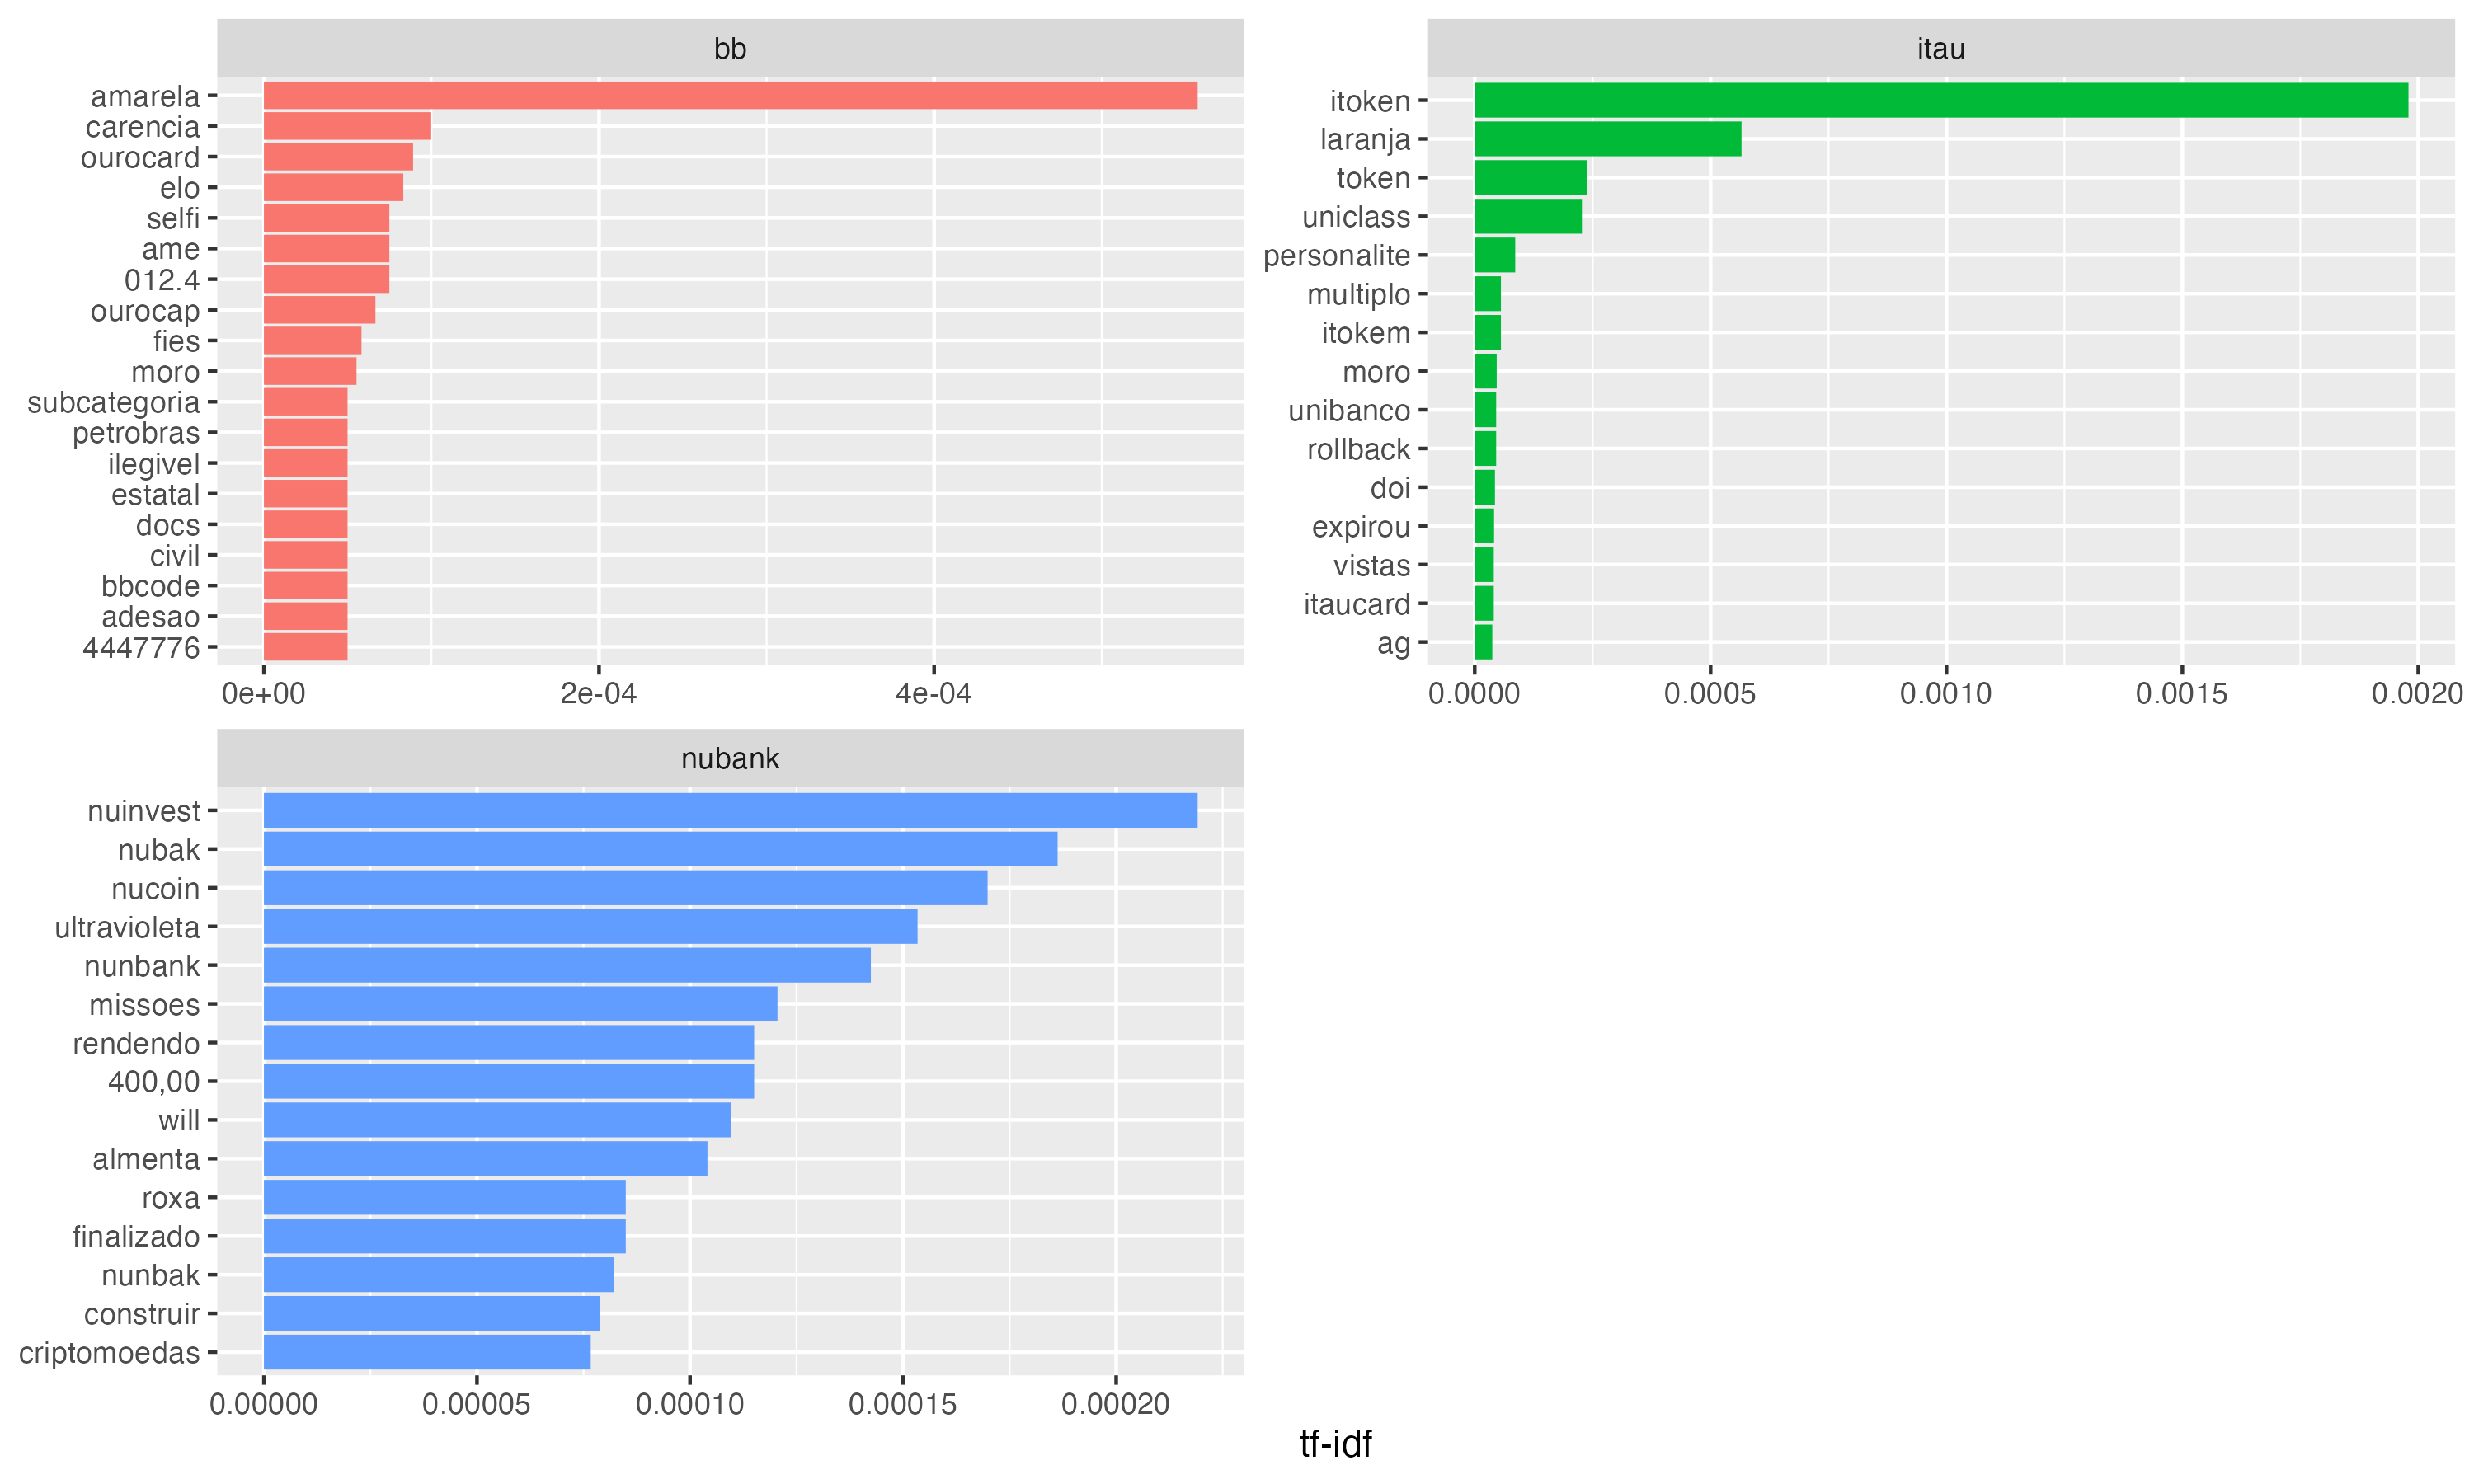 bb
amarela
carencia
ourocard
elo
selfi
ame
012.4
ourocap
fies
moro
subcategoria
petrobras
ilegivel
estatal
docs
civil
bbcode
adesao
4447776
0e+00 2e-04 4e-04
itau
itoken
laranja
token
uniclass
personalite
multiplo
itokem
moro
unibanco
rollback
doi
expirou
vistas
itaucard
ag
0.0000 0.0005 0.0010 0.0015 0.0020
nubank
nuinvest
nubak
nucoin
ultravioleta
nunbank
missoes
rendendo
400,00
will
almenta
roxa
finalizado
nunbak
construir
criptomoedas
0.00000 0.00005 0.00010 0.00015 0.00020
tf-idf